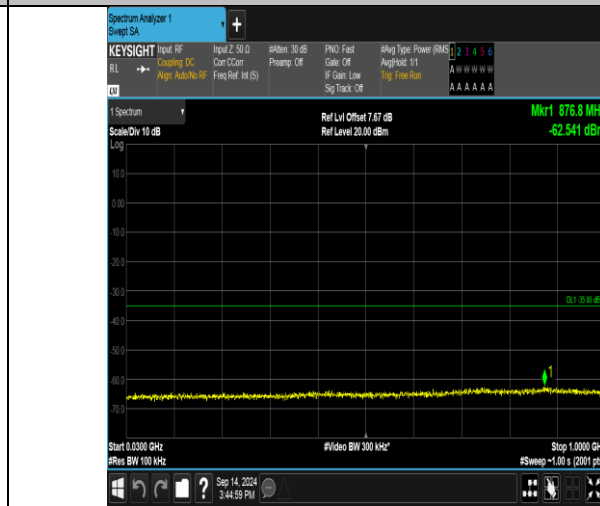 Spectrum Analyzer 1
Swept SA
+
KEYSIGHT
RL
LXI
Input: RF
Coupling: DC
Align: Auto/No RF
Input Z: 50 Ω
Corr CCorr
Freq Ref: Int (S)
#Atten: 30 dB
Preamp: Off
PNO: Fast
Gate: Off
IF Gain: Low
Sig Track: Off
#Avg Type: Power (RMS
Avg|Hold: 1/1
Trig: Free Run
1 2 3 4 5 6
A W W W W W
A A A A A A
1 Spectrum
Scale/Div 10 dB
Ref Lvl Offset 7.67 dB
Ref Level 20.00 dBm
Mkr1 876.8 MH
-62.541 dBr
Log
10.0
0.00
-10.0
-20.0
-30.0
DL1 -35.00 dB
-40.0
-50.0
1
-60.0
-70.0
Start 0.0300 GHz
#Res BW 100 kHz
#Video BW 300 kHz*
Stop 1.0000 GH
#Sweep ~1.00 s (2001 pt
?
Sep 14, 2024
3:44:59 PM